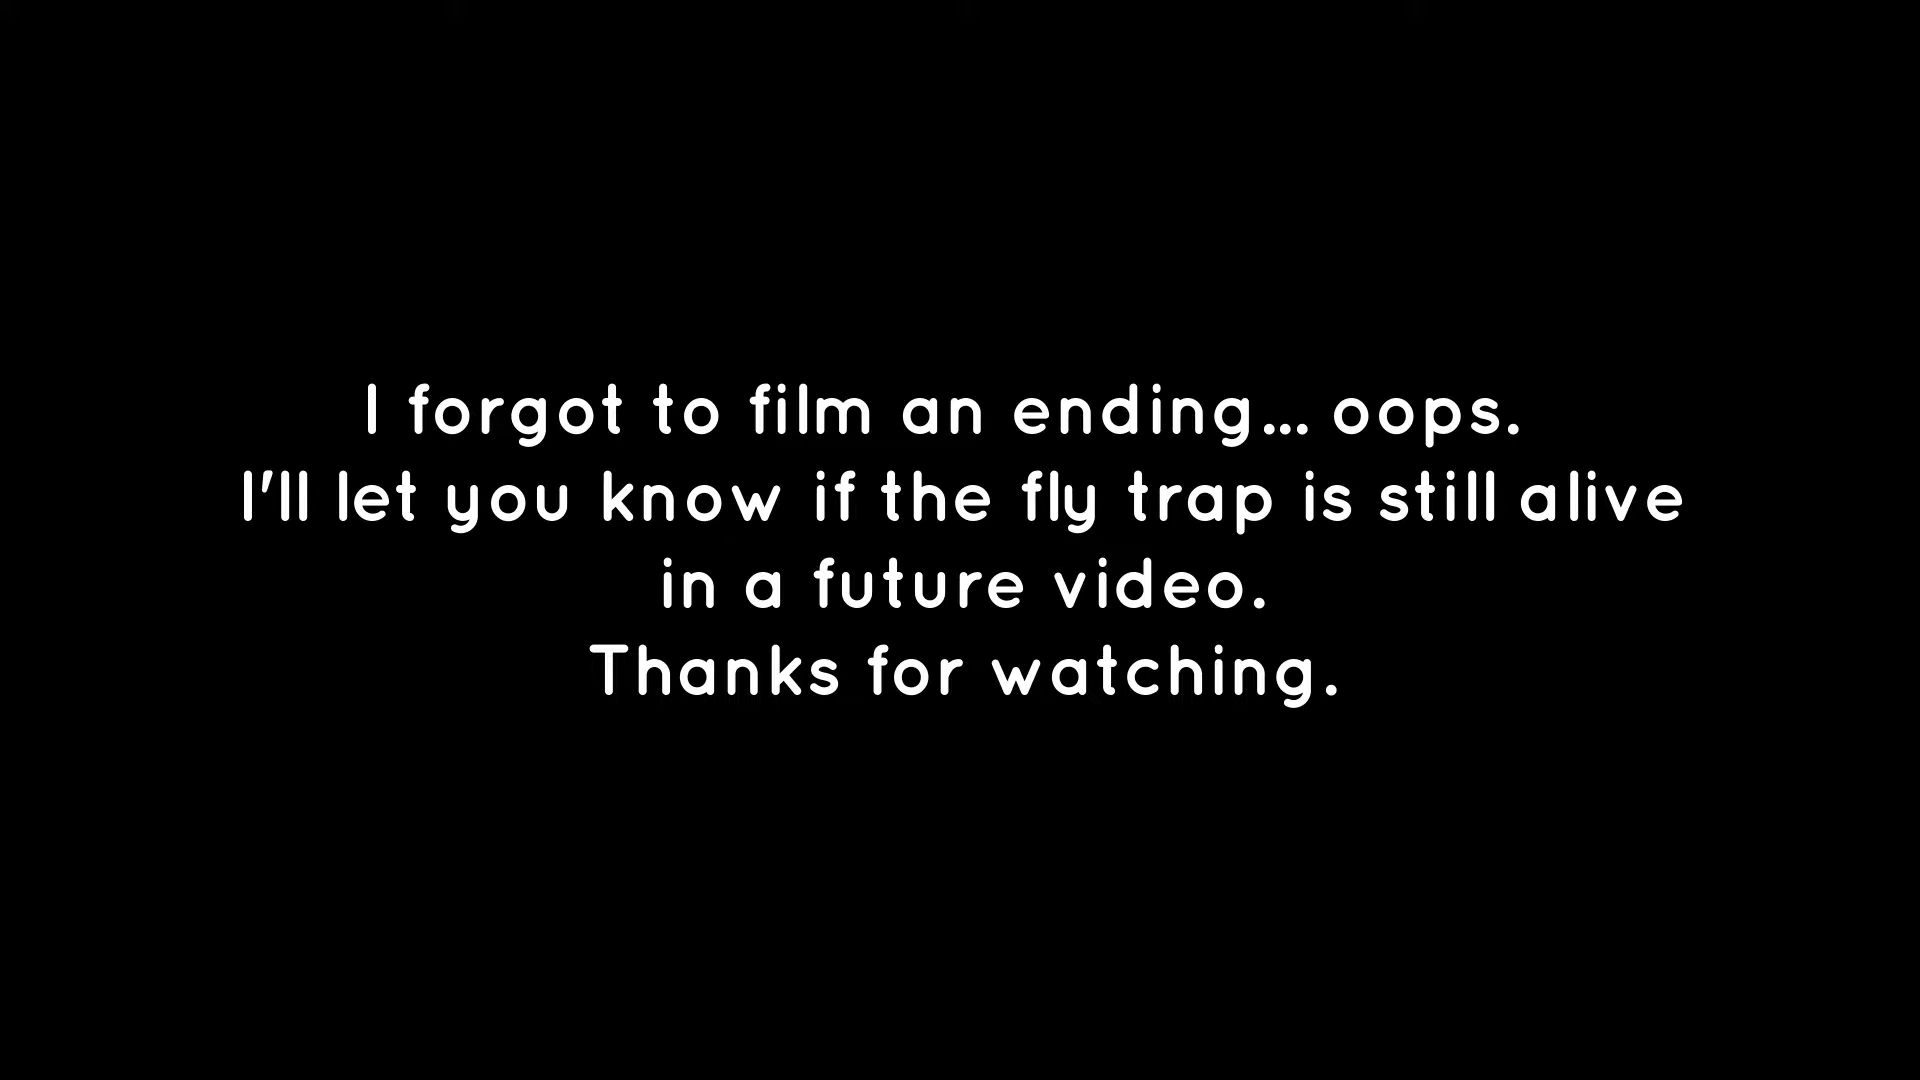 I forgot to film an ending... oops.
I'll let you know if the fly trap is still alive
in a future video.
Thanks for watching.